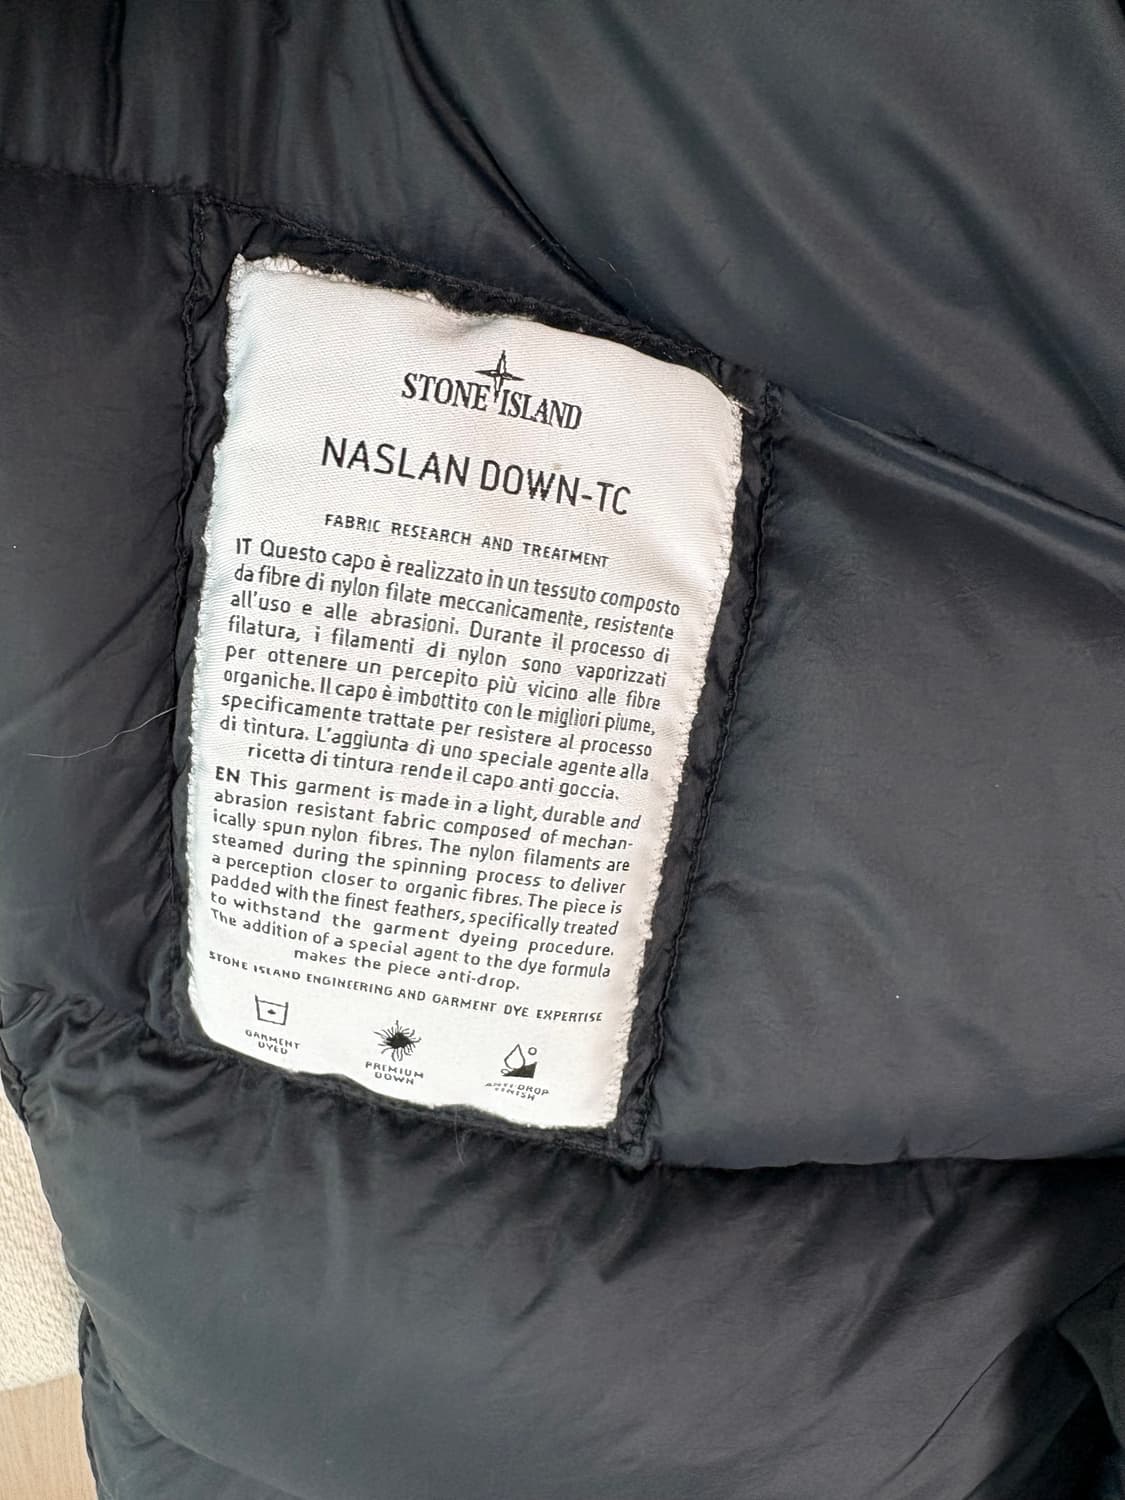 STONE ISLAND
NASLAN DOWN-TC
FABRIC RESEARCH AND TREATMENT
IT Questo capo è realizzato in un tessuto composto
da fibre di nylon filate meccanicamente, resistente
all'uso e alle abrasioni. Durante il processo di
filatura, i filamenti di nylon sono vaporizzati
per ottenere un percepito più vicino alle fibre
organiche. Il capo è imbottito con le migliori piume,
specificamente trattate per resistere al processo
di tintura. L'aggiunta di uno speciale agente alla
ricetta di tintura rende il capo anti goccia.
EN This garment is made in a light, durable and
abrasion resistant fabric composed of mechan-
ically spun nylon fibres. The nylon filaments are
steamed during the spinning process to deliver
a perception closer to organic fibres. The piece is
padded with the finest feathers, specifically treated
to withstand the garment dyeing procedure.
The addition of a special agent to the dye formula
makes the piece anti-drop.
STONE ISLAND ENGINEERING AND GARMENT DYE EXPERTISE
GARMENT
DYED
PREMIUM
DOWN
ANTI-DROP
FINISH